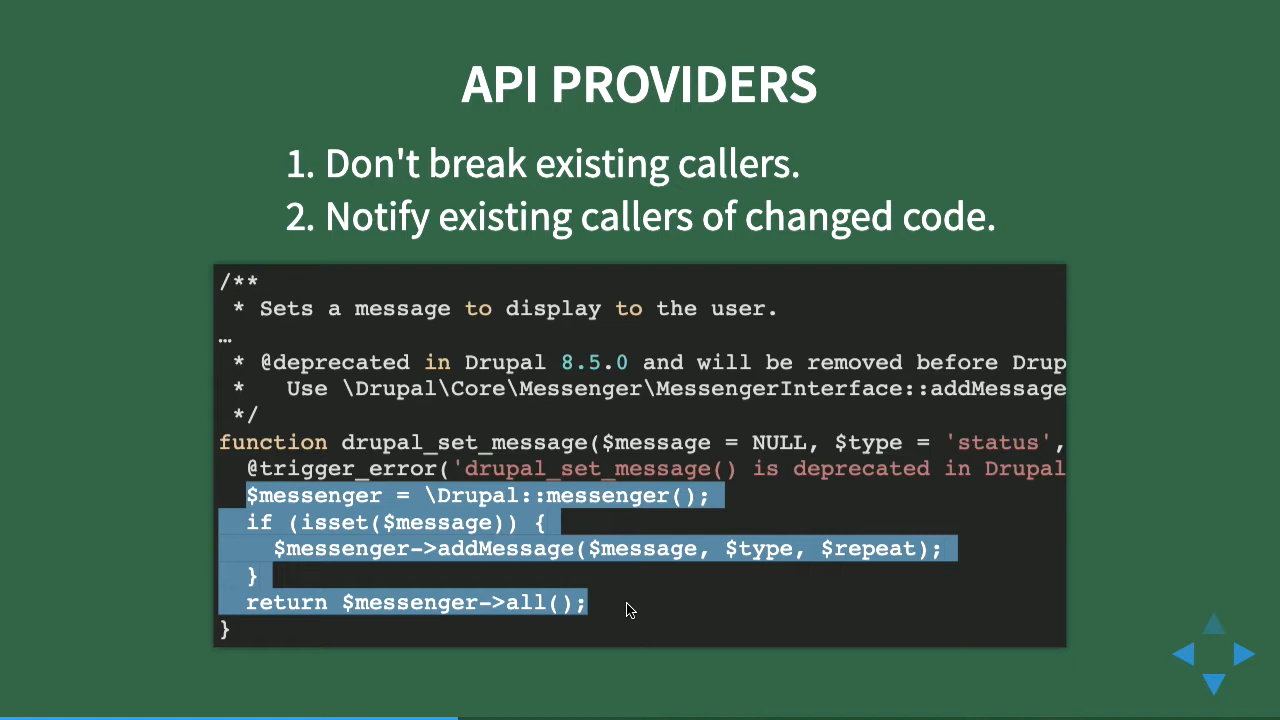 API PROVIDERS
1. Don't break existing callers.
2. Notify existing callers of changed code.
/**
 * Sets a message to display to the user.
…
 * @deprecated in Drupal 8.5.0 and will be removed before Drup
 *   Use \Drupal\Core\Messenger\MessengerInterface::addMessage
 */
function drupal_set_message($message = NULL, $type = 'status',
  @trigger_error('drupal_set_message() is deprecated in Drupal
  $messenger = \Drupal::messenger();
  if (isset($message)) {
    $messenger->addMessage($message, $type, $repeat);
  }
  return $messenger->all();
}